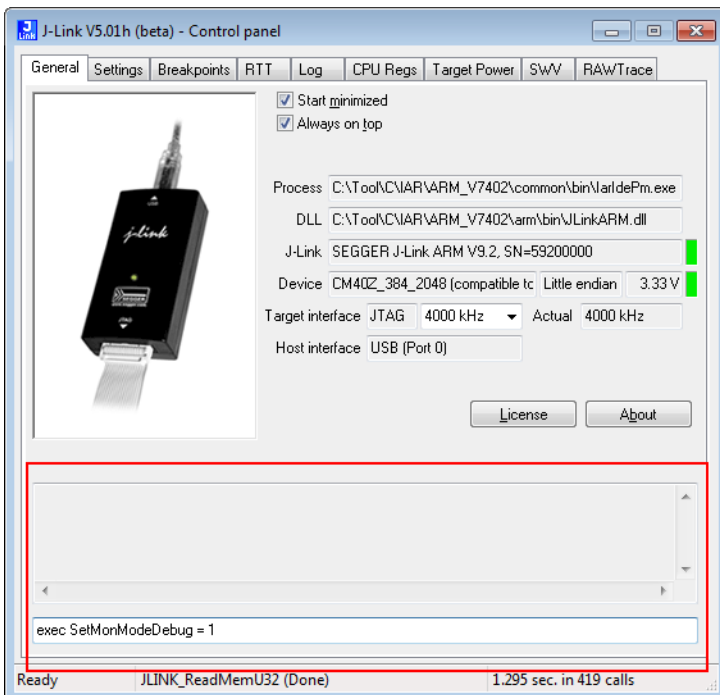 J-Link V5.01h (beta) - Control panel
General Settings Breakpoints RTT Log CPU Regs Target Power SWV RAWTrace
Start minimized
Always on top
Process C:\Tool\C\IAR\ARM_V7402\common\bin\IarIdePm.exe
DLL C:\Tool\C\IAR\ARM_V7402\arm\bin\JLinkARM.dll
J-Link SEGGER J-Link ARM V9.2, SN=59200000
Device CM40Z_384_2048 (compatible tc Little endian 3.33 V
Target interface JTAG 4000 kHz Actual 4000 kHz
Host interface USB (Port 0)
License About
j-link
JTAG
exec SetMonModeDebug = 1
Ready JLINK_ReadMemU32 (Done) 1.295 sec. in 419 calls